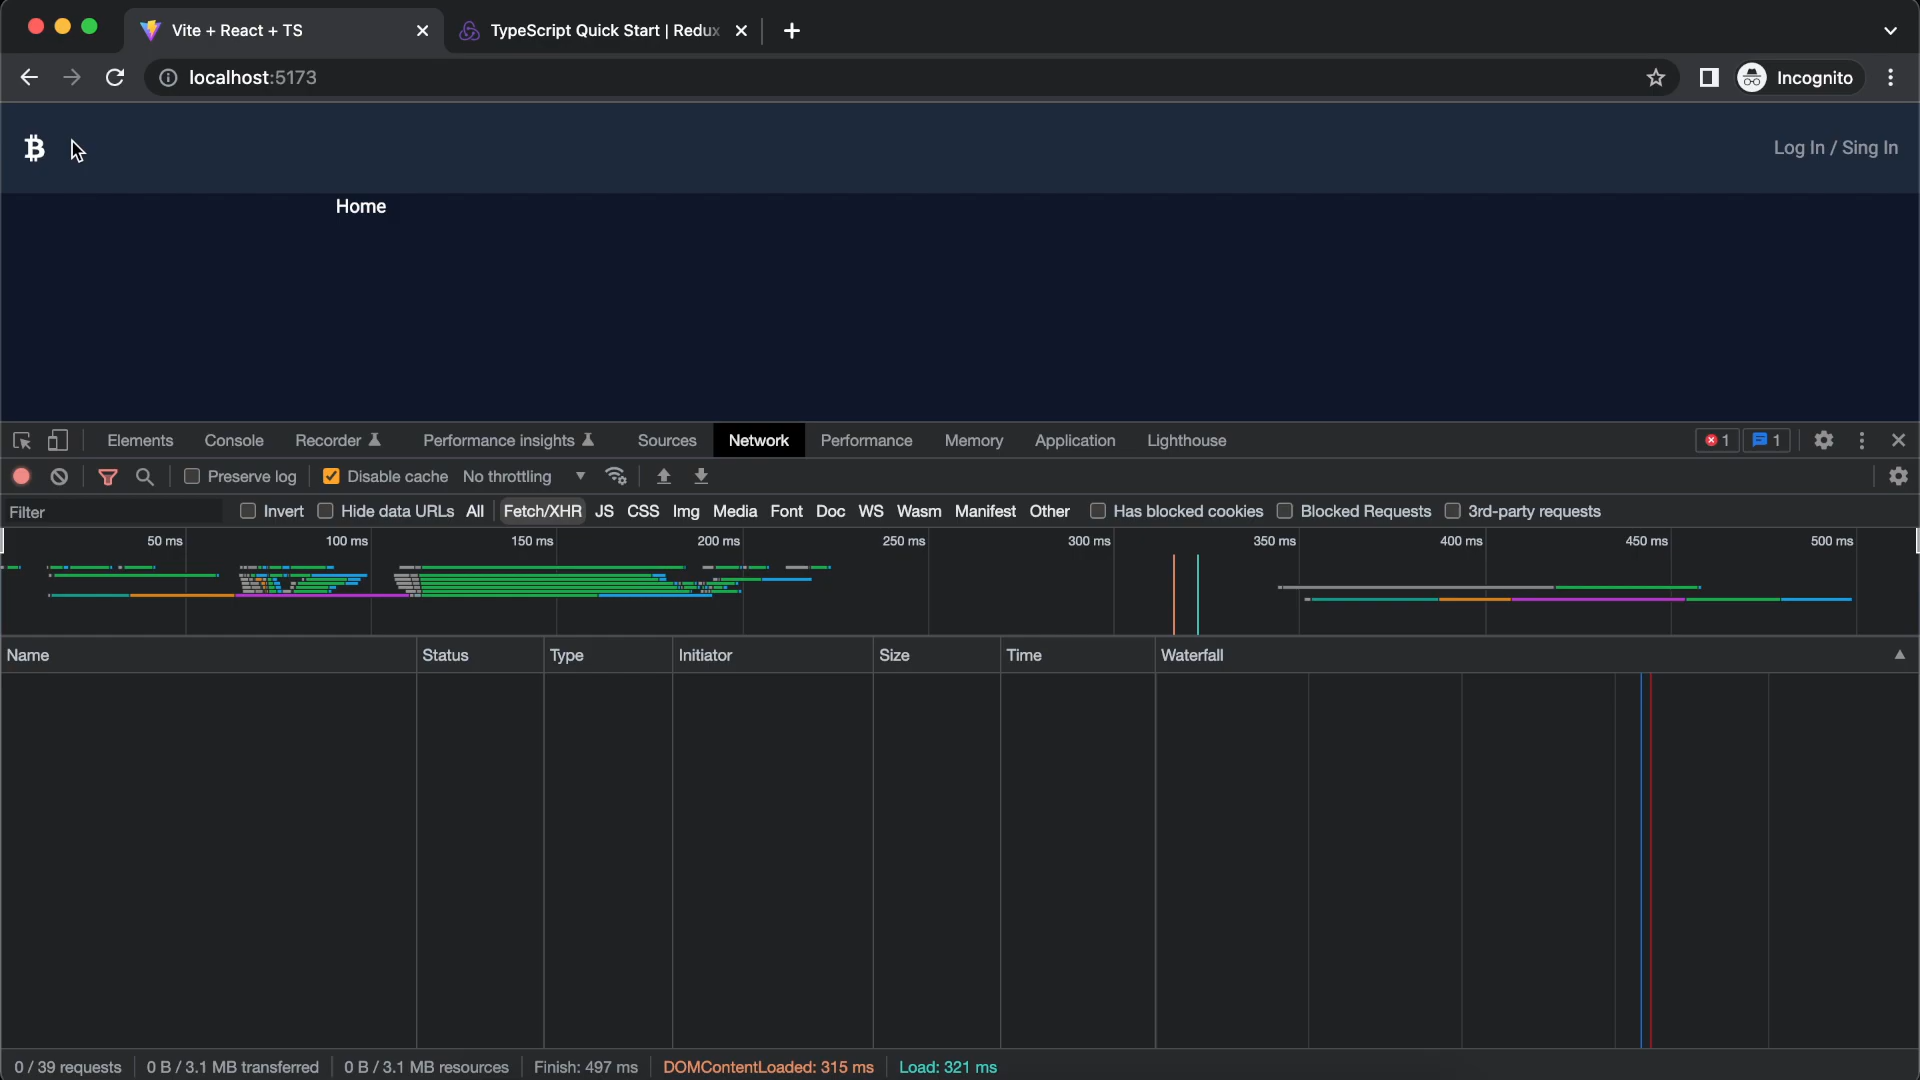 Vite + React + TS
TypeScript Quick Start | Redux
localhost:5173
Incognito
Log In / Sing In
Home
Elements Console Recorder Performance insights Sources Network Performance Memory Application Lighthouse 1 1
Preserve log Disable cache No throttling
Filter Invert Hide data URLs All Fetch/XHR JS CSS Img Media Font Doc WS Wasm Manifest Other Has blocked cookies Blocked Requests 3rd-party requests
50 ms 100 ms 150 ms 200 ms 250 ms 300 ms 350 ms 400 ms 450 ms 500 ms
Name Status Type Initiator Size Time Waterfall
0 / 39 requests 0 B / 3.1 MB transferred 0 B / 3.1 MB resources Finish: 497 ms DOMContentLoaded: 315 ms Load: 321 ms